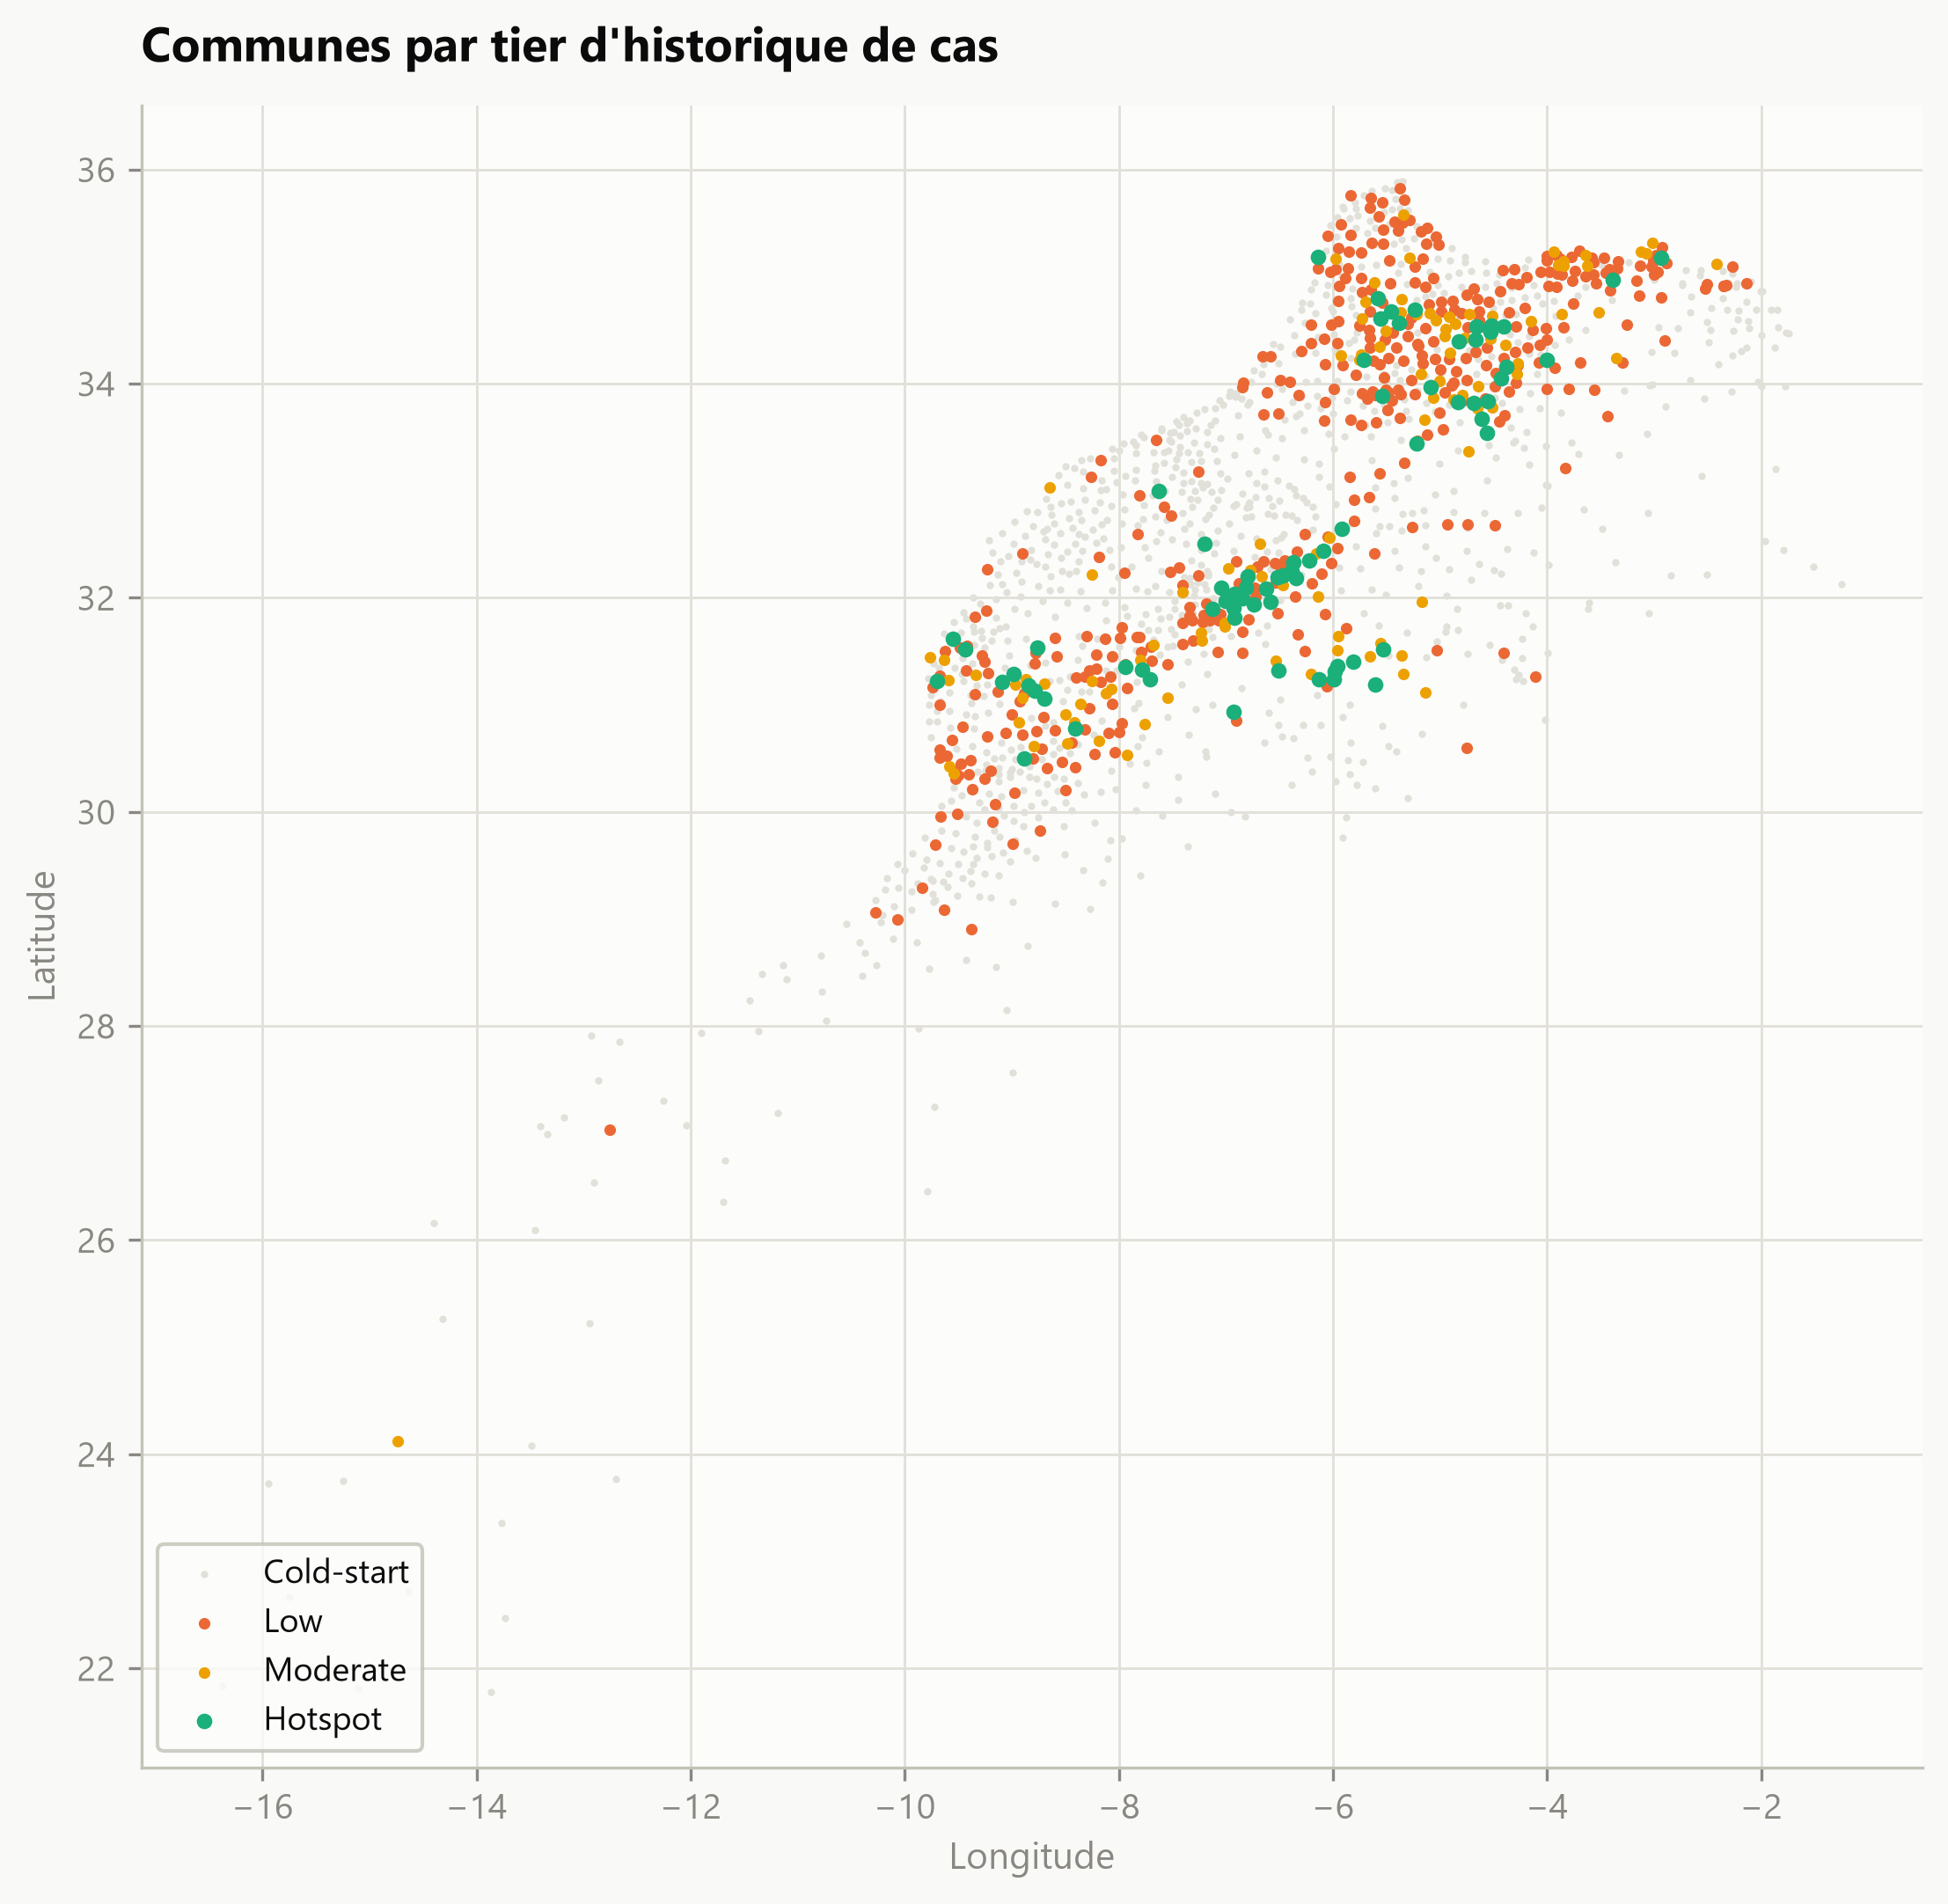 Communes par tier d'historique de cas
36
34
32
30
28
26
24
22
Latitude
Cold-start
Low
Moderate
Hotspot
−16 −14 −12 −10 −8 −6 −4 −2
Longitude